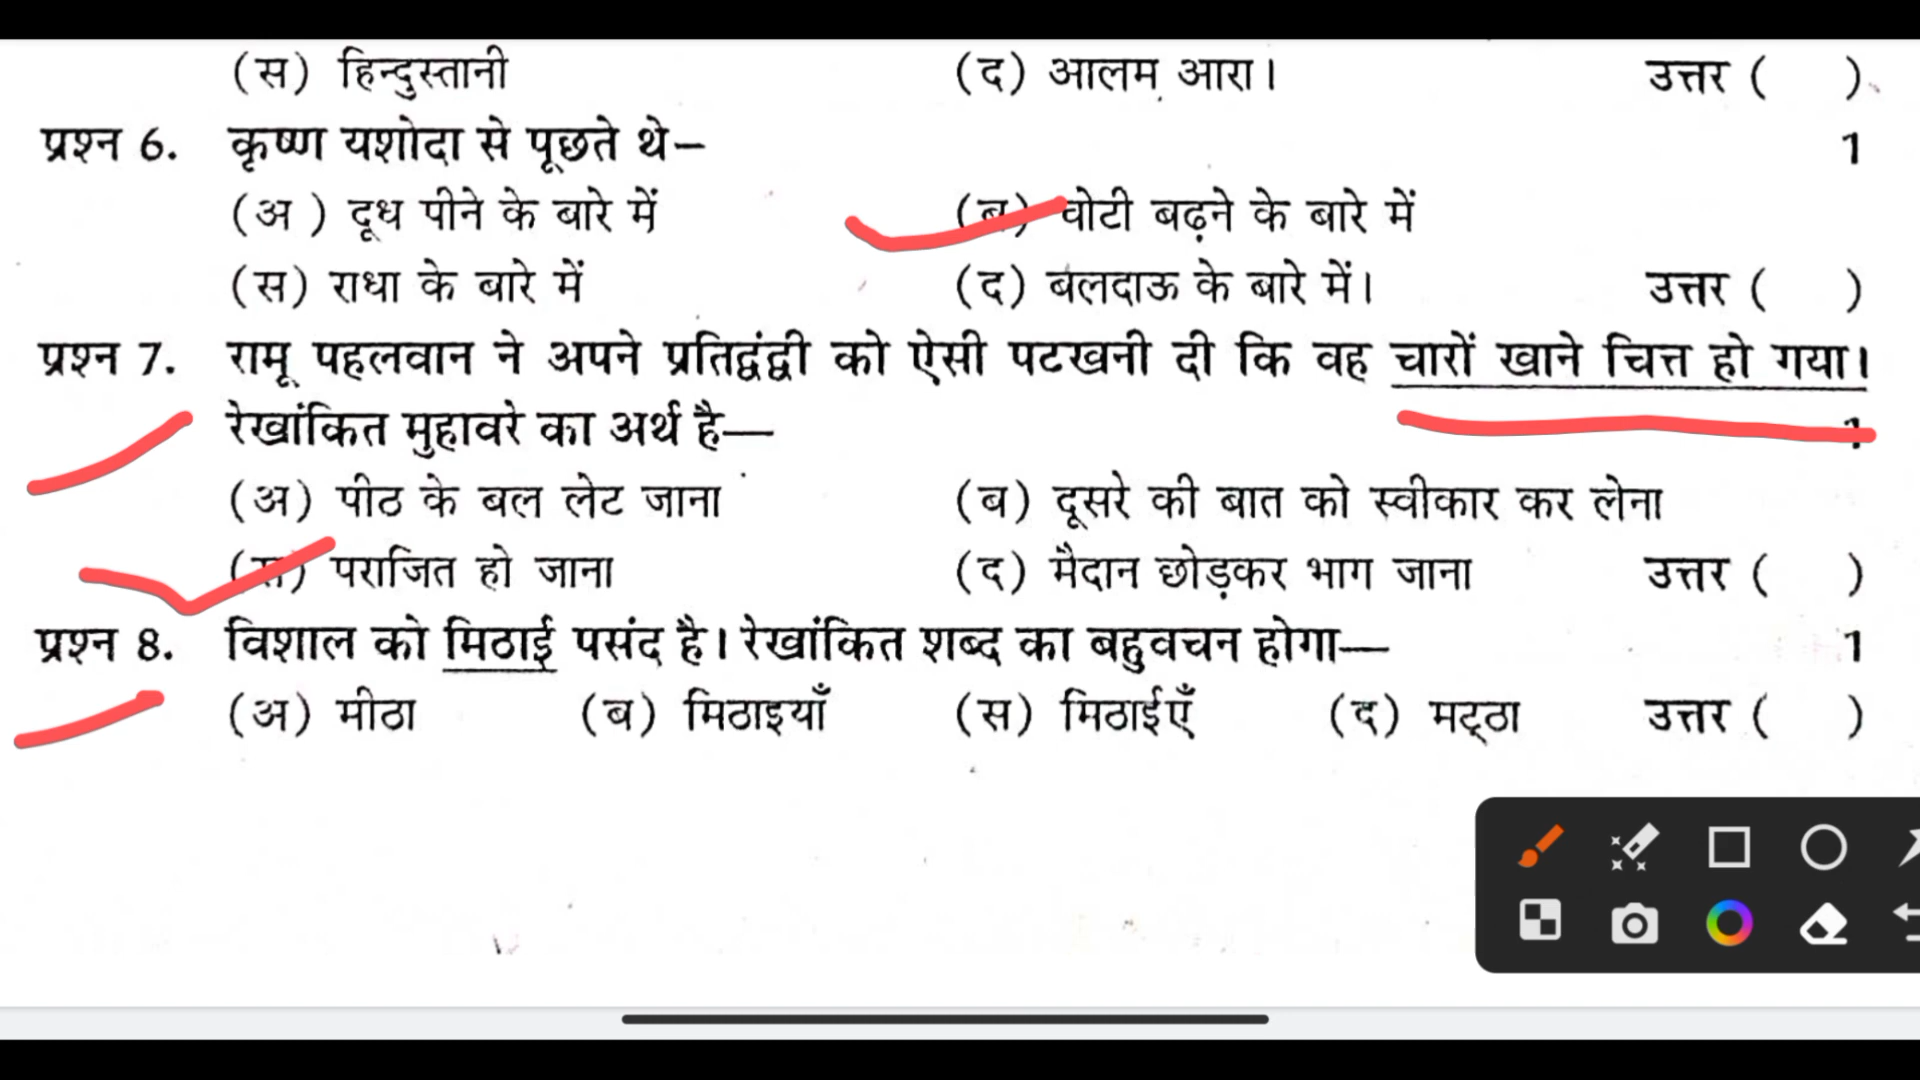 (स) हिन्दुस्तानी (द) आलम आरा। उत्तर ( )
प्रश्न 6. कृष्ण यशोदा से पूछते थे– 1
(अ ) दूध पीने के बारे में (ब) चोटी बढ़ने के बारे में
(स) राधा के बारे में (द) बलदाऊ के बारे में। उत्तर ( )
प्रश्न 7. रामू पहलवान ने अपने प्रतिद्वंद्वी को ऐसी पटखनी दी कि वह चारों खाने चित्त हो गया।
रेखांकित मुहावरे का अर्थ है— 1
(अ) पीठ के बल लेट जाना (ब) दूसरे की बात को स्वीकार कर लेना
(स) पराजित हो जाना (द) मैदान छोड़कर भाग जाना उत्तर ( )
प्रश्न 8. विशाल को मिठाई पसंद है। रेखांकित शब्द का बहुवचन होगा— 1
(अ) मीठा (ब) मिठाइयाँ (स) मिठाईएँ (द) मट्ठा उत्तर ( )